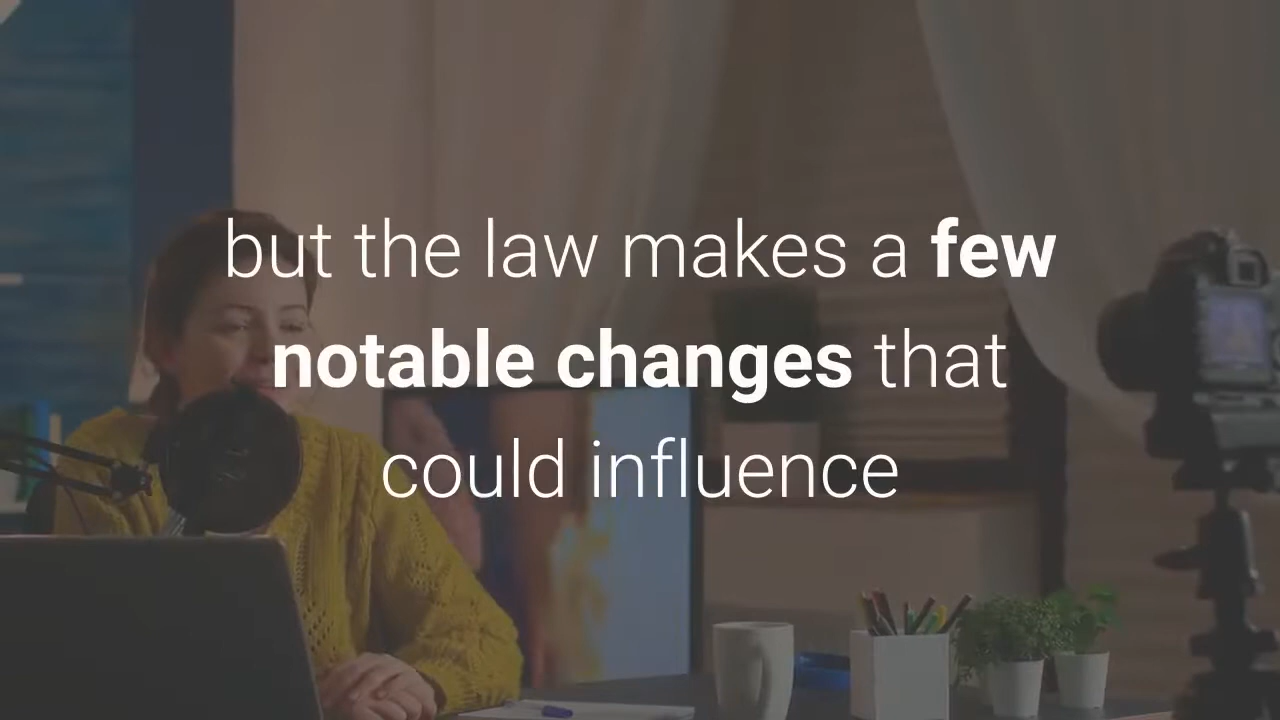 but the law makes a few
notable changes that
could influence